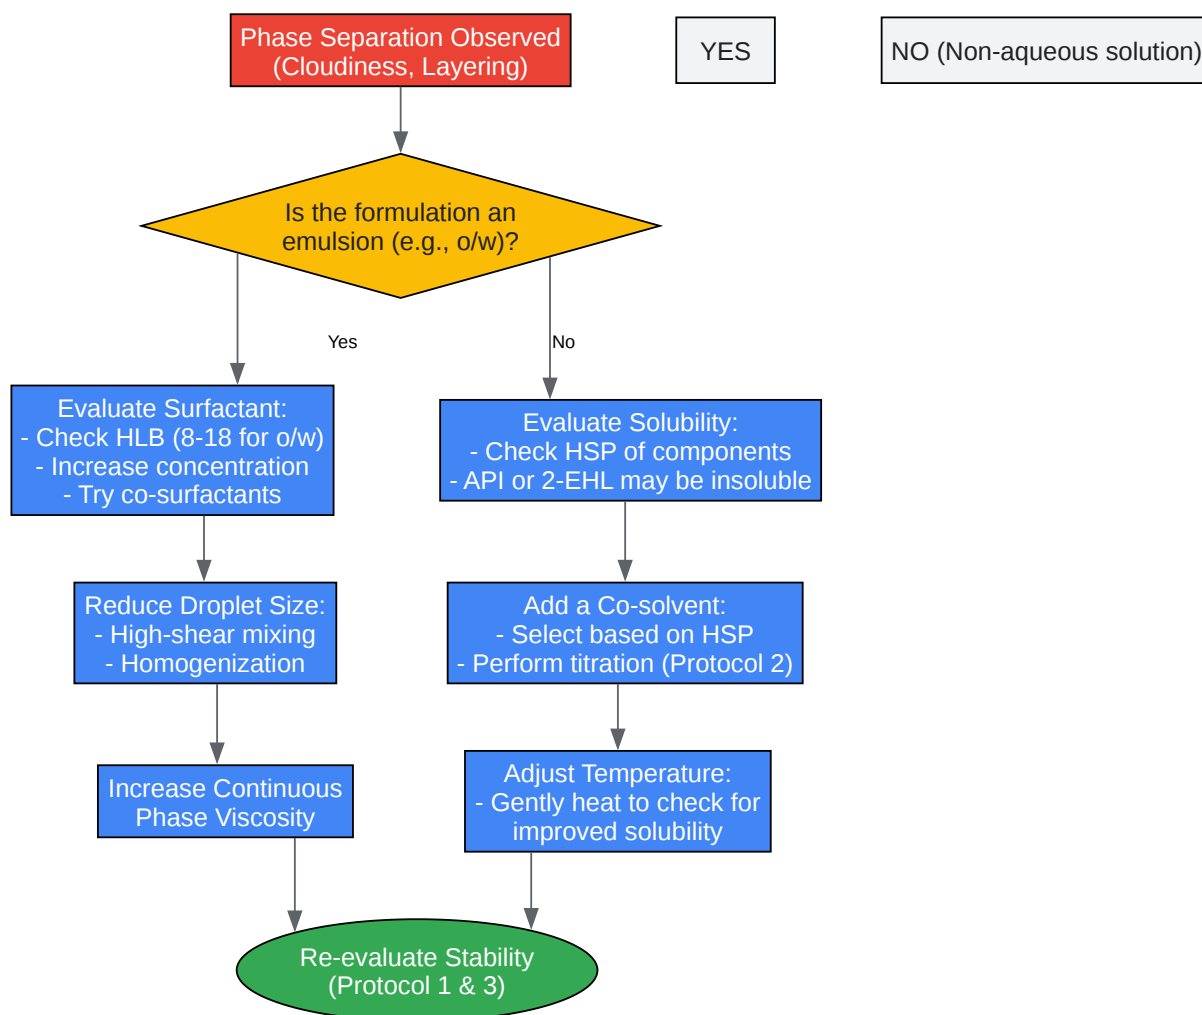 Phase Separation Observed
(Cloudiness, Layering)
YES
NO (Non-aqueous solution)
Is the formulation an
emulsion (e.g., o/w)?
Yes
No
Evaluate Surfactant:
- Check HLB (8-18 for o/w)
- Increase concentration
- Try co-surfactants
Evaluate Solubility:
- Check HSP of components
- API or 2-EHL may be insoluble
Reduce Droplet Size:
- High-shear mixing
- Homogenization
Add a Co-solvent:
- Select based on HSP
- Perform titration (Protocol 2)
Increase Continuous
Phase Viscosity
Adjust Temperature:
- Gently heat to check for
improved solubility
Re-evaluate Stability
(Protocol 1 & 3)